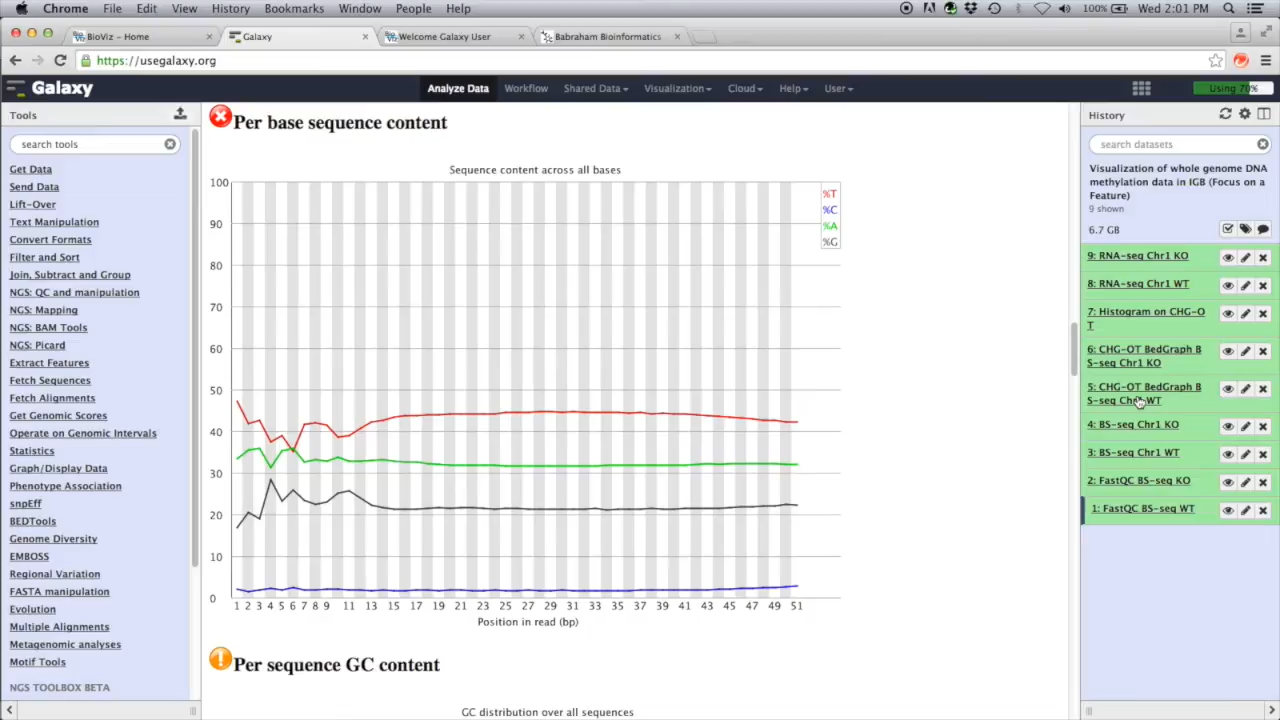 Chrome File Edit View History Bookmarks Window People Help 100% Wed 2:01 PM
BioViz - Home Galaxy Welcome Galaxy User Babraham Bioinformatics
https://usegalaxy.org
Galaxy Analyze Data Workflow Shared Data Visualization Cloud Help User Using 70%
Tools
search tools
Get Data
Send Data
Lift-Over
Text Manipulation
Convert Formats
Filter and Sort
Join, Subtract and Group
NGS: QC and manipulation
NGS: Mapping
NGS: BAM Tools
NGS: Picard
Extract Features
Fetch Sequences
Fetch Alignments
Get Genomic Scores
Operate on Genomic Intervals
Statistics
Graph/Display Data
Phenotype Association
snpEff
BEDTools
Genome Diversity
EMBOSS
Regional Variation
FASTA manipulation
Evolution
Multiple Alignments
Metagenomic analyses
Motif Tools
NGS TOOLBOX BETA
Per base sequence content
Sequence content across all bases
100
90
80
70
60
50
40
30
20
10
0
%T
%C
%A
%G
1 2 3 4 5 6 7 8 9 11 13 15 17 19 21 23 25 27 29 31 33 35 37 39 41 43 45 47 49 51
Position in read (bp)
Per sequence GC content
GC distribution over all sequences
History
search datasets
Visualization of whole genome DNA
methylation data in IGB (Focus on a
Feature)
9 shown
6.7 GB
9: RNA-seq Chr1 KO
8: RNA-seq Chr1 WT
7: Histogram on CHG-O
T
6: CHG-OT BedGraph B
S-seq Chr1 KO
5: CHG-OT BedGraph B
S-seq Chr1 WT
4: BS-seq Chr1 KO
3: BS-seq Chr1 WT
2: FastQC BS-seq KO
1: FastQC BS-seq WT